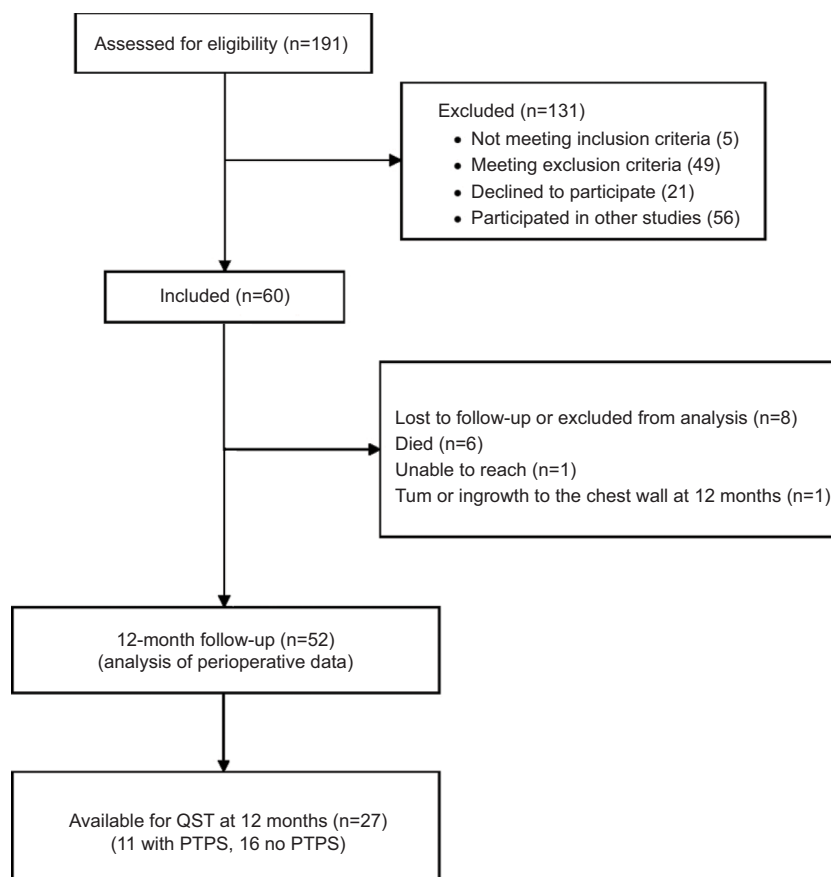 Assessed for eligibility (n=191)
Excluded (n=131)
• Not meeting inclusion criteria (5)
• Meeting exclusion criteria (49)
• Declined to participate (21)
• Participated in other studies (56)
Included (n=60)
Lost to follow-up or excluded from analysis (n=8)
Died (n=6)
Unable to reach (n=1)
Tum or ingrowth to the chest wall at 12 months (n=1)
12-month follow-up (n=52)
(analysis of perioperative data)
Available for QST at 12 months (n=27)
(11 with PTPS, 16 no PTPS)